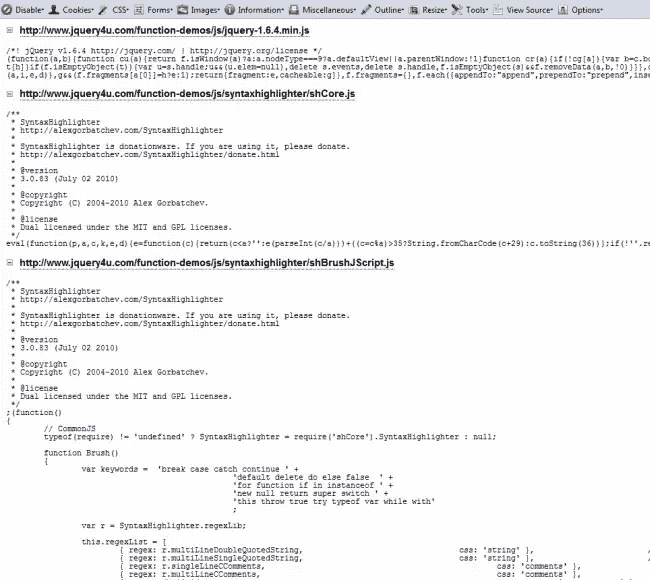 Disable Cookies CSS Forms Images Information Miscellaneous Outline Resize Tools View Source Options
http://www.jquery4u.com/function-demos/js/jquery-1.6.4.min.js
/*! jQuery v1.6.4 http://jquery.com/ | http://jquery.org/license */
(function(a,b){function cu(a){return f.isWindow(a)?a:a.nodeType===9?a.defaultView||a.parentWindow:!1}function cr(a){if(!cg[a]){var b=c.bo
t[h]}if(f.isEmptyObject(t)){var u=s.handle;u&&(u.elem=null),delete s.events,delete s.handle,f.isEmptyObject(s)&&f.removeData(a,b,!0)}}},
(a,i,e,d)),g&&(f.fragments[a[0]]=h?e:1);return{fragment:e,cacheable:g}},f.fragments={},f.each({appendTo:"append",prependTo:"prepend",inse
http://www.jquery4u.com/function-demos/js/syntaxhighlighter/shCore.js
/**
* SyntaxHighlighter
* http://alexgorbatchev.com/SyntaxHighlighter
*
* SyntaxHighlighter is donationware. If you are using it, please donate.
* http://alexgorbatchev.com/SyntaxHighlighter/donate.html
*
* @version
* 3.0.83 (July 02 2010)
*
* @copyright
* Copyright (C) 2004-2010 Alex Gorbatchev.
*
* @license
* Dual licensed under the MIT and GPL licenses.
*/
eval(function(p,a,c,k,e,d){e=function(c){return(c<a?'':e(parseInt(c/a)))+((c=c%a)>35?String.fromCharCode(c+29):c.toString(36))};if(!''.re
http://www.jquery4u.com/function-demos/js/syntaxhighlighter/shBrushJScript.js
/**
* SyntaxHighlighter
* http://alexgorbatchev.com/SyntaxHighlighter
*
* SyntaxHighlighter is donationware. If you are using it, please donate.
* http://alexgorbatchev.com/SyntaxHighlighter/donate.html
*
* @version
* 3.0.83 (July 02 2010)
*
* @copyright
* Copyright (C) 2004-2010 Alex Gorbatchev.
*
* @license
* Dual licensed under the MIT and GPL licenses.
*/
;(function()
{
// CommonJS
typeof(require) != 'undefined' ? SyntaxHighlighter = require('shCore').SyntaxHighlighter : null;
function Brush()
{
var keywords = 'break case catch continue ' +
'default delete do else false ' +
'for function if in instanceof ' +
'new null return super switch ' +
'this throw true try typeof var while with'
;
var r = SyntaxHighlighter.regexLib;
this.regexList = [
{ regex: r.multiLineDoubleQuotedString, css: 'string' }, /
{ regex: r.multiLineSingleQuotedString, css: 'string' }, /
{ regex: r.singleLineCComments, css: 'comments' },
{ regex: r.multiLineCComments, css: 'comments' }, /